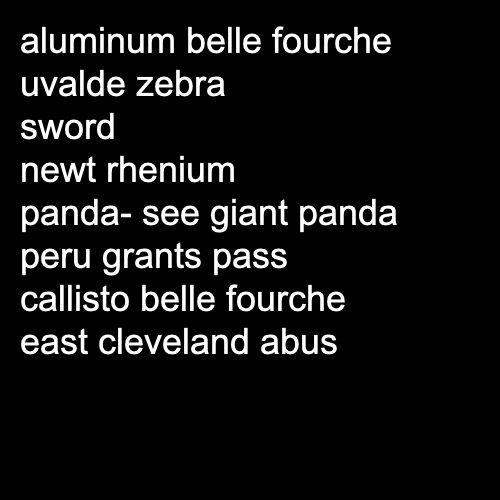 aluminum belle fourche
uvalde zebra
sword
newt rhenium
panda- see giant panda
peru grants pass
callisto belle fourche
east cleveland abus